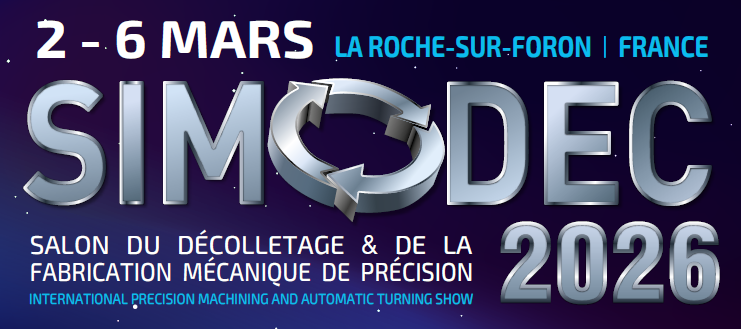 2 - 6 MARS LA ROCHE-SUR-FORON | FRANCE
SIMODEC
2026
SALON DU DÉCOLLETAGE & DE LA
FABRICATION MÉCANIQUE DE PRÉCISION
INTERNATIONAL PRECISION MACHINING AND AUTOMATIC TURNING SHOW